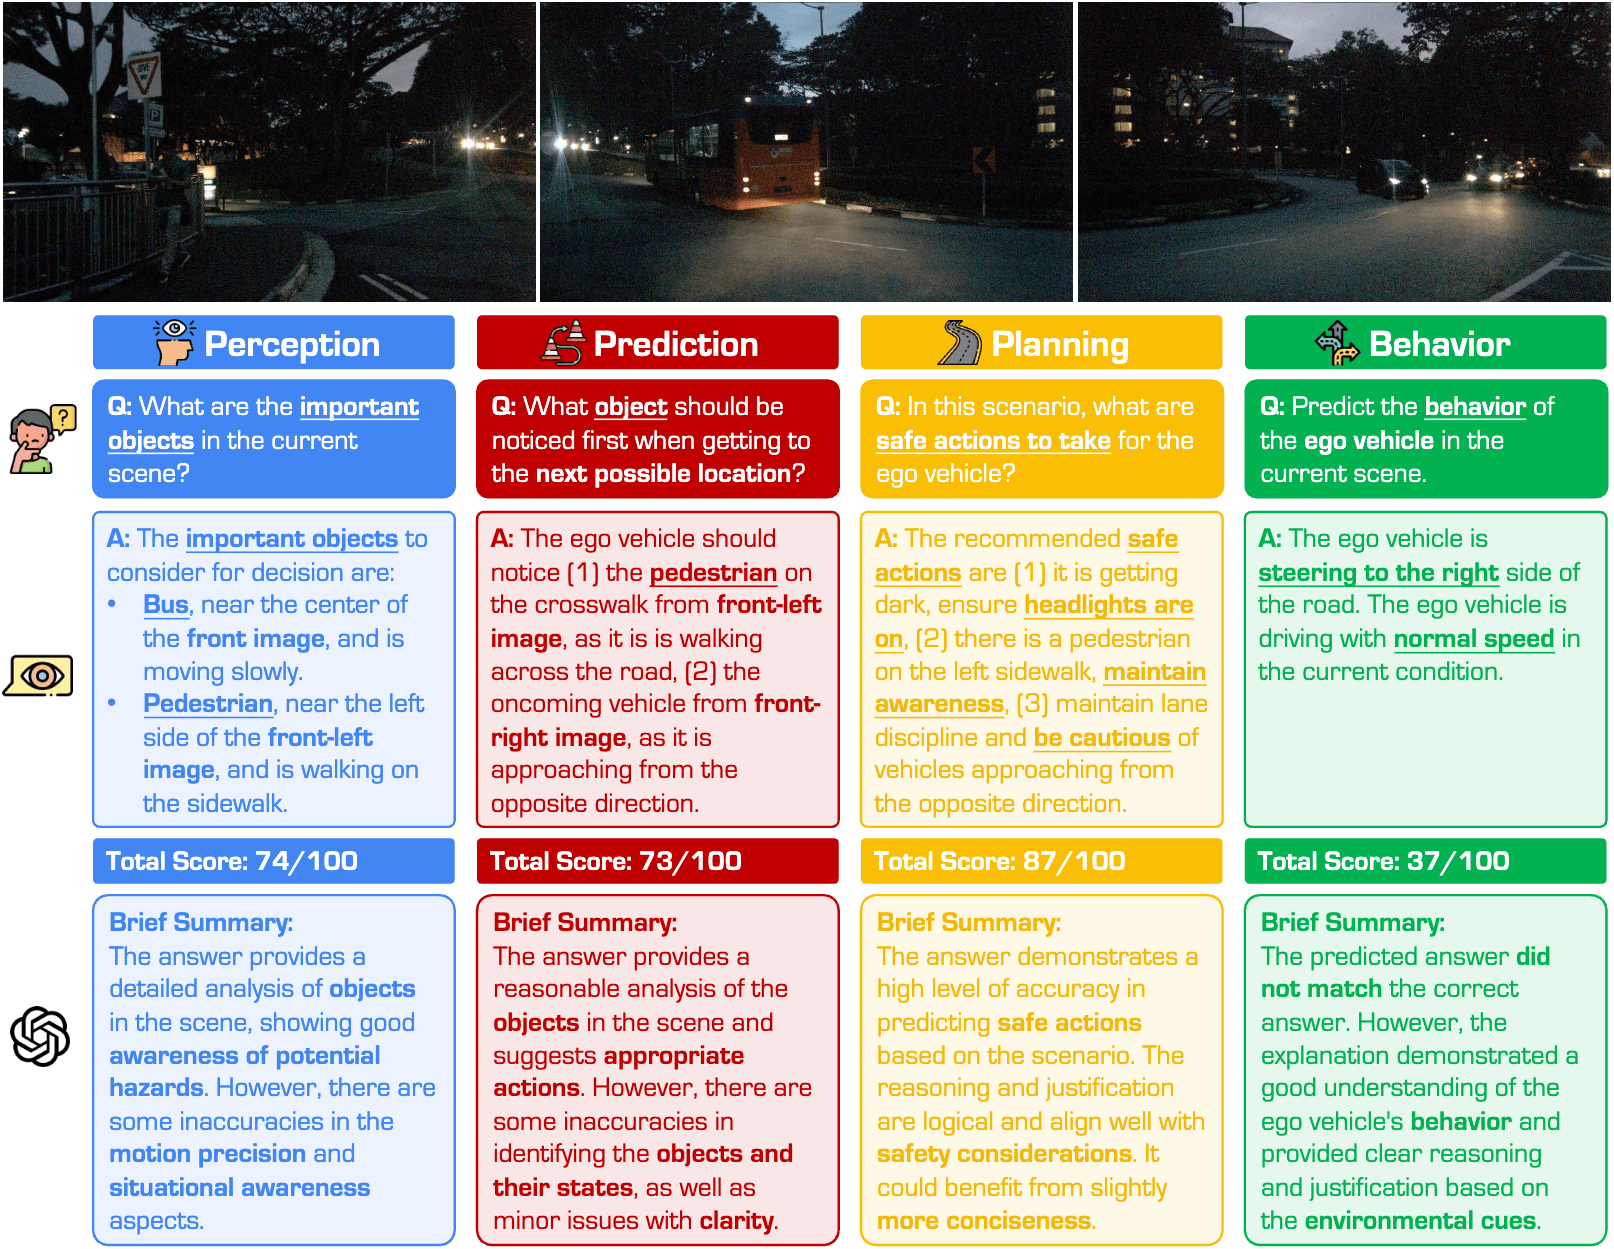 GIVE
WAY
P
Perception
Prediction
Planning
Behavior
Q: What are the important
objects in the current
scene?
Q: What object should be
noticed first when getting to
the next possible location?
Q: In this scenario, what are
safe actions to take for the
ego vehicle?
Q: Predict the behavior of
the ego vehicle in the
current scene.
?
A: The important objects to
consider for decision are:
• Bus, near the center of
the front image, and is
moving slowly.
• Pedestrian, near the left
side of the front-left
image, and is walking on
the sidewalk.
A: The ego vehicle should
notice (1) the pedestrian on
the crosswalk from front-left
image, as it is is walking
across the road, (2) the
oncoming vehicle from front-
right image, as it is
approaching from the
opposite direction.
A: The recommended safe
actions are (1) it is getting
dark, ensure headlights are
on, (2) there is a pedestrian
on the left sidewalk, maintain
awareness, (3) maintain lane
discipline and be cautious of
vehicles approaching from
the opposite direction.
A: The ego vehicle is
steering to the right side of
the road. The ego vehicle is
driving with normal speed in
the current condition.
Total Score: 74/100
Total Score: 73/100
Total Score: 87/100
Total Score: 37/100
Brief Summary:
The answer provides a
detailed analysis of objects
in the scene, showing good
awareness of potential
hazards. However, there are
some inaccuracies in the
motion precision and
situational awareness
aspects.
Brief Summary:
The answer provides a
reasonable analysis of the
objects in the scene and
suggests appropriate
actions. However, there are
some inaccuracies in
identifying the objects and
their states, as well as
minor issues with clarity.
Brief Summary:
The answer demonstrates a
high level of accuracy in
predicting safe actions
based on the scenario. The
reasoning and justification
are logical and align well with
safety considerations. It
could benefit from slightly
more conciseness.
Brief Summary:
The predicted answer did
not match the correct
answer. However, the
explanation demonstrated a
good understanding of the
ego vehicle's behavior and
provided clear reasoning
and justification based on
the environmental cues.